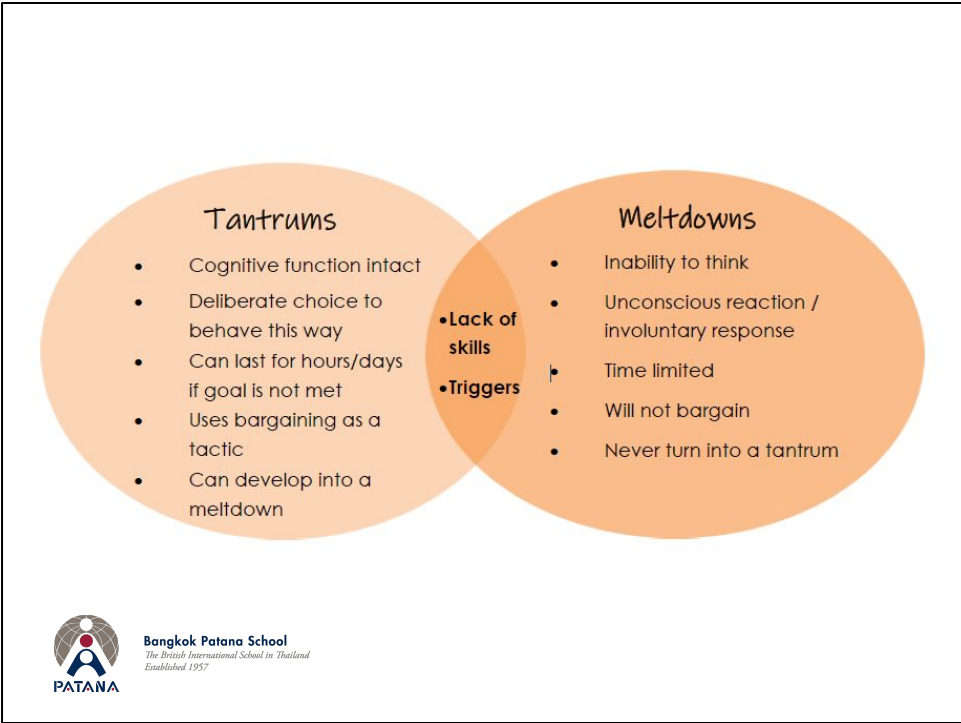 Tantrums
• Cognitive function intact
• Deliberate choice to
behave this way
• Can last for hours/days
if goal is not met
• Uses bargaining as a
tactic
• Can develop into a
meltdown
•Lack of
skills
•Triggers
Meltdowns
• Inability to think
• Unconscious reaction /
involuntary response
• Time limited
• Will not bargain
• Never turn into a tantrum
PATANA
Bangkok Patana School
The British International School in Thailand
Established 1957